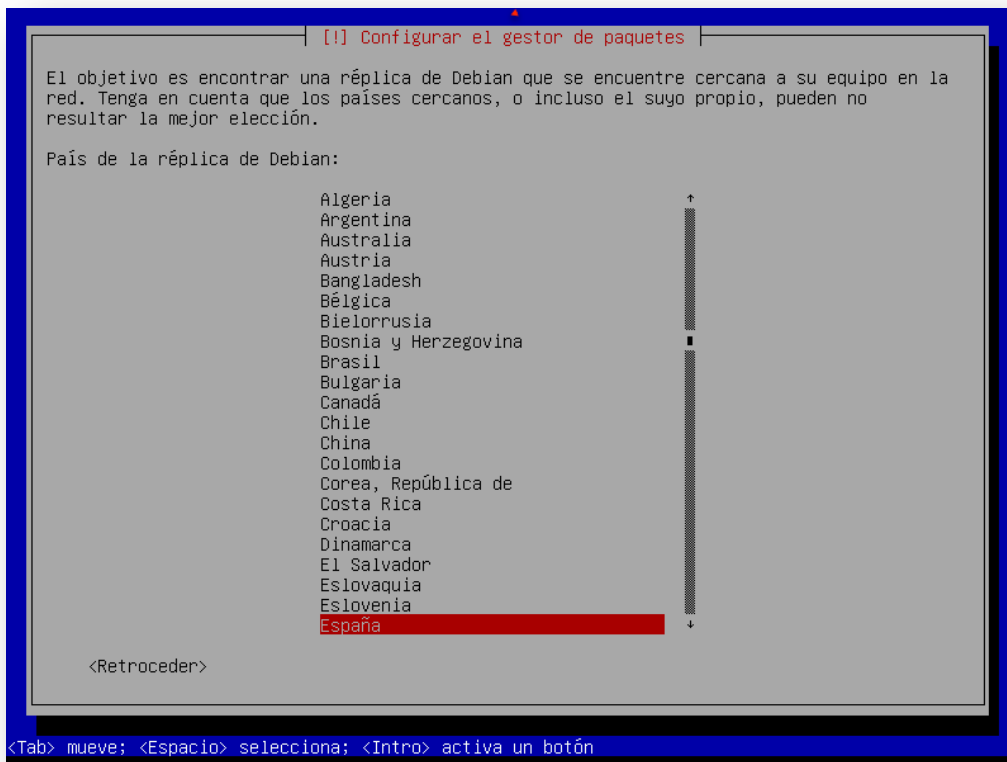 [!] Configurar el gestor de paquetes
El objetivo es encontrar una réplica de Debian que se encuentre cercana a su equipo en la
red. Tenga en cuenta que los países cercanos, o incluso el suyo propio, pueden no
resultar la mejor elección.
País de la réplica de Debian:
Algeria
Argentina
Australia
Austria
Bangladesh
Bélgica
Bielorrusia
Bosnia y Herzegovina
Brasil
Bulgaria
Canadá
Chile
China
Colombia
Corea, República de
Costa Rica
Croacia
Dinamarca
El Salvador
Eslovaquia
Eslovenia
España
<Retroceder>
<Tab> mueve; <Espacio> selecciona; <Intro> activa un botón